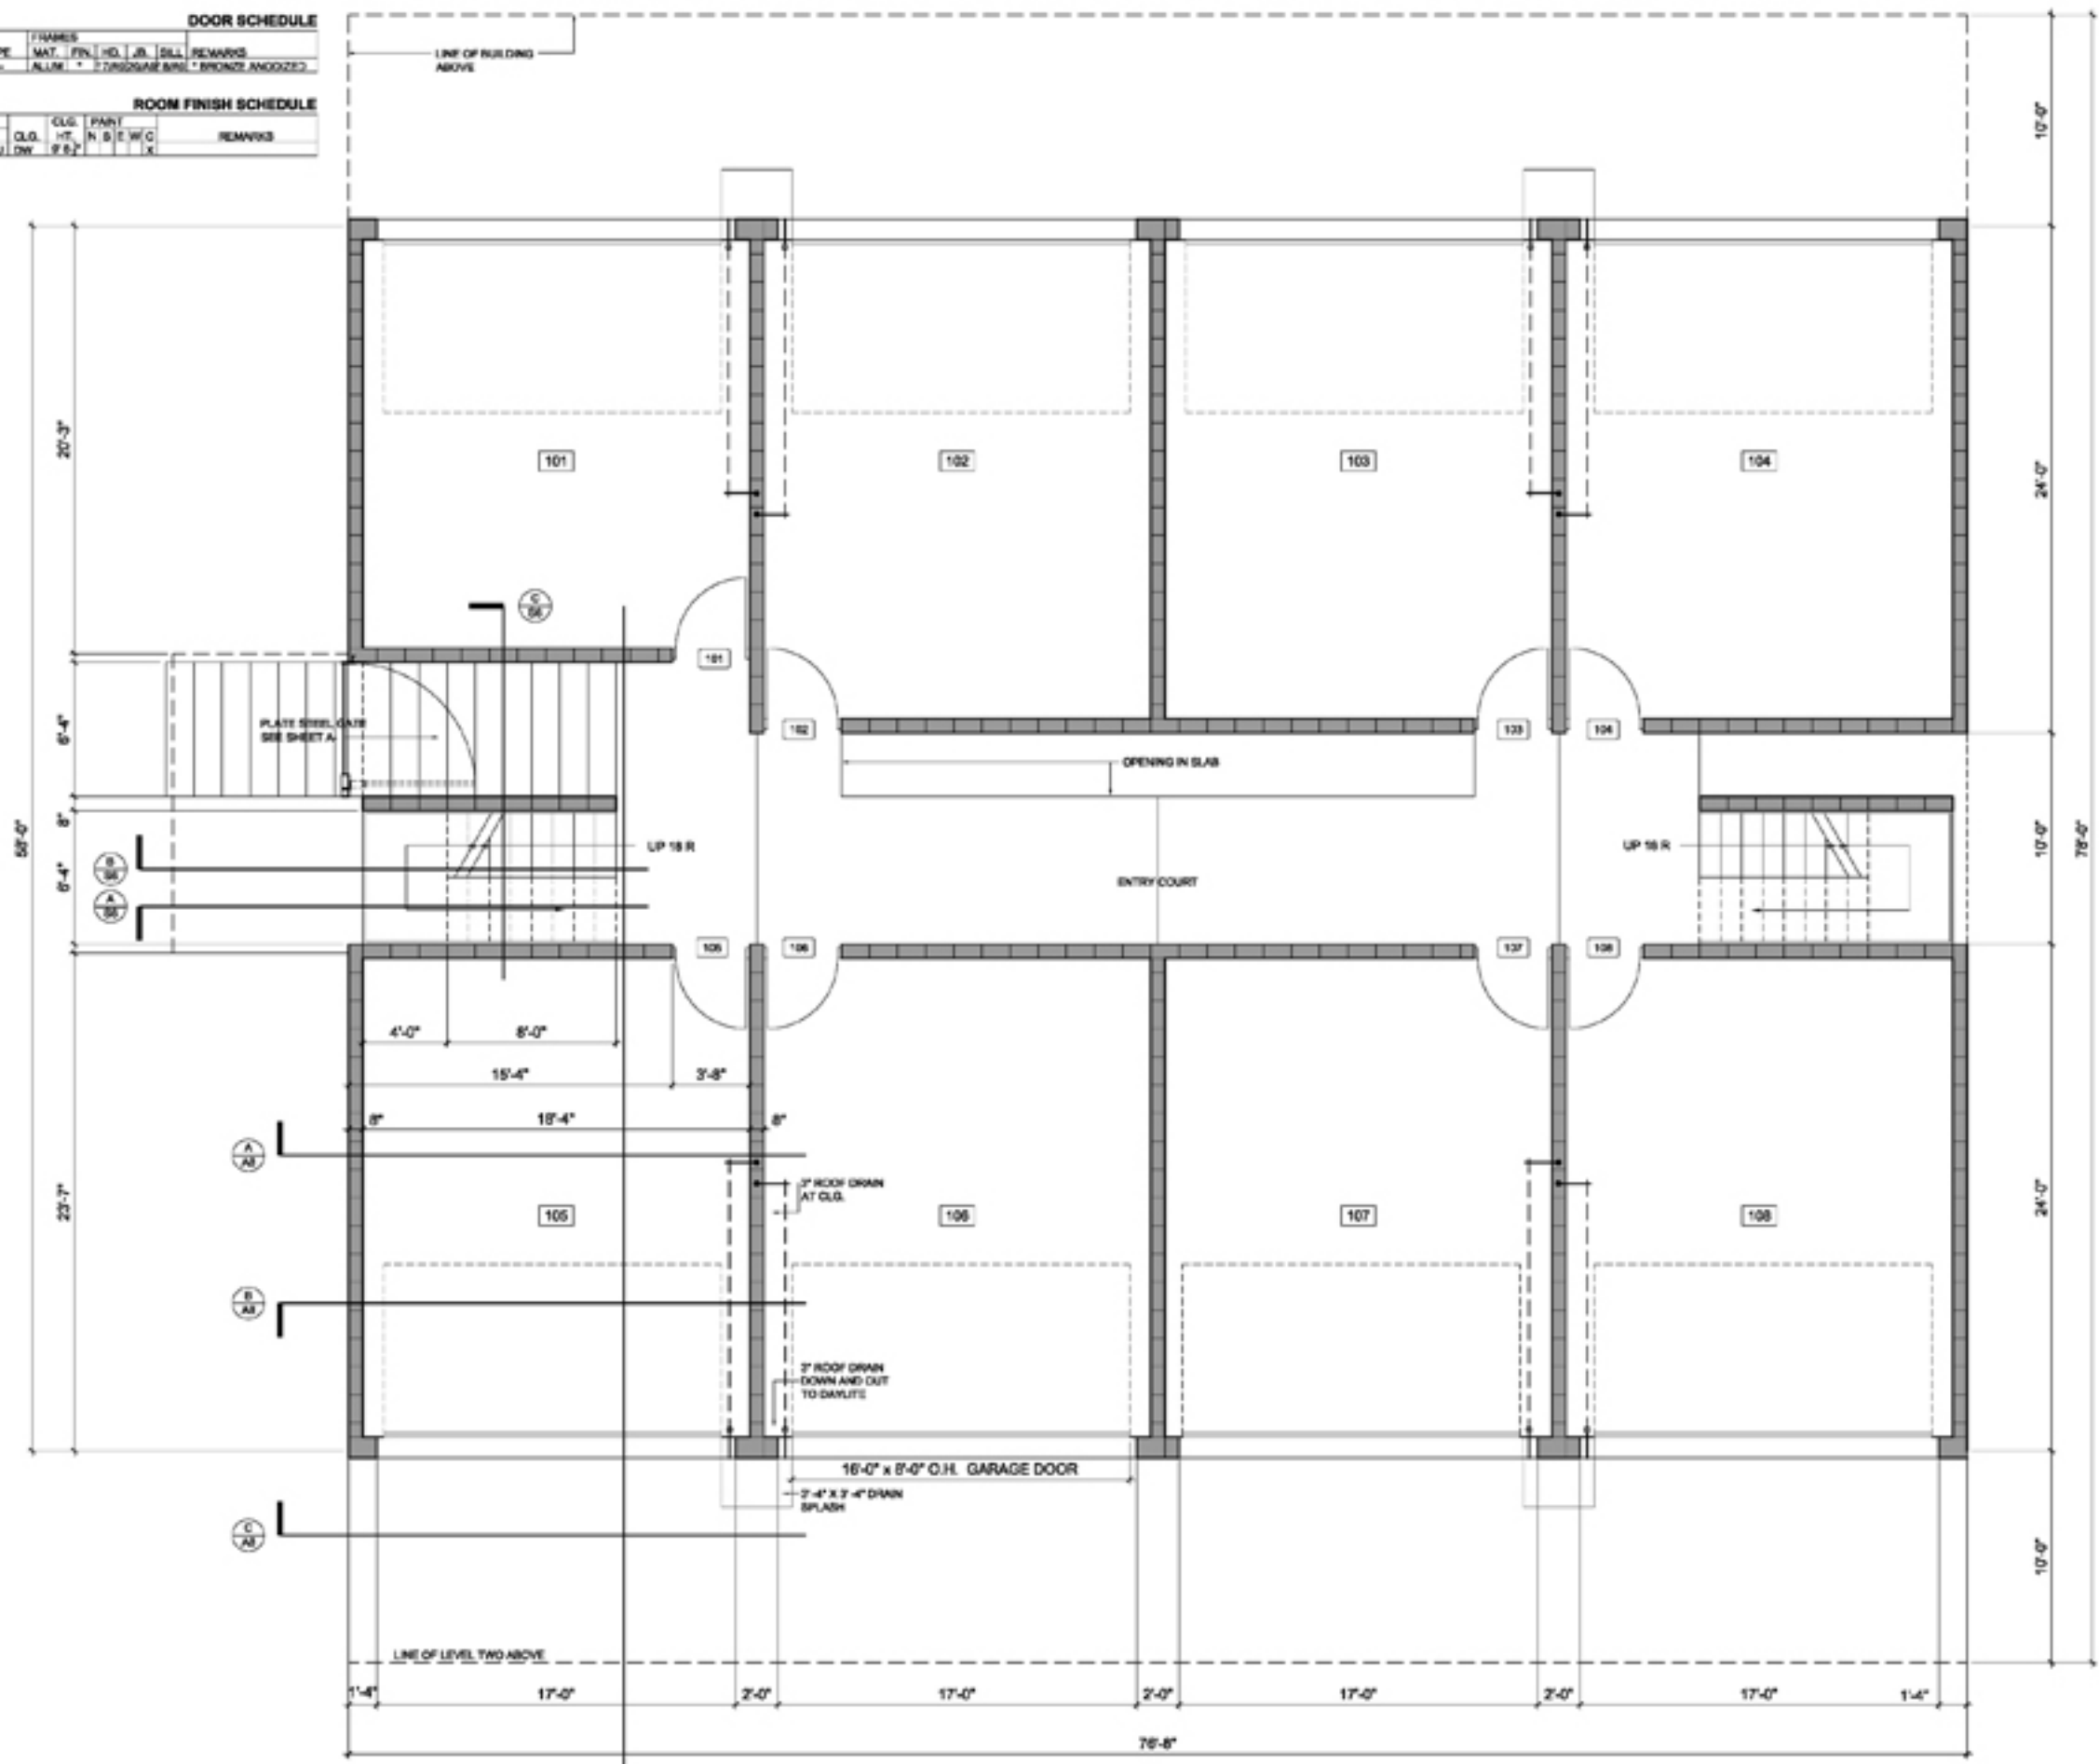 DOOR SCHEDULE
FRAMES
MAT. FIN. HD. JB. SILL REMARKS
ALUM * * BRONZE ANODIZED
ROOM FINISH SCHEDULE
CLG. PAINT
CLG. HT. N S E W C REMARKS
X
LINE OF BUILDING
ABOVE
10'-0"
20'-3"
24'-0"
101
102
103
104
C
101
102
103
104
PLATE STEEL GATE
SEE SHEET A-
6'-4"
OPENING IN SLAB
8"
58'-0"
UP 18 R
UP 18 R
10'-0"
78'-0"
B
6'-4"
ENTRY COURT
A
105
106
107
108
4'-0"
8'-0"
15'-4"
3'-8"
8"
18'-4"
8"
A
A8
3" ROOF DRAIN
AT CLG.
23'-7"
24'-0"
105
106
107
108
B
A8
3" ROOF DRAIN
DOWN AND OUT
TO DAYLITE
16'-0" x 8'-0" O.H. GARAGE DOOR
DRAIN
SPLASH
C
A8
10'-0"
LINE OF LEVEL TWO ABOVE
1'-4"
17'-0"
2'-0"
17'-0"
2'-0"
17'-0"
2'-0"
17'-0"
1'-4"
76'-8"